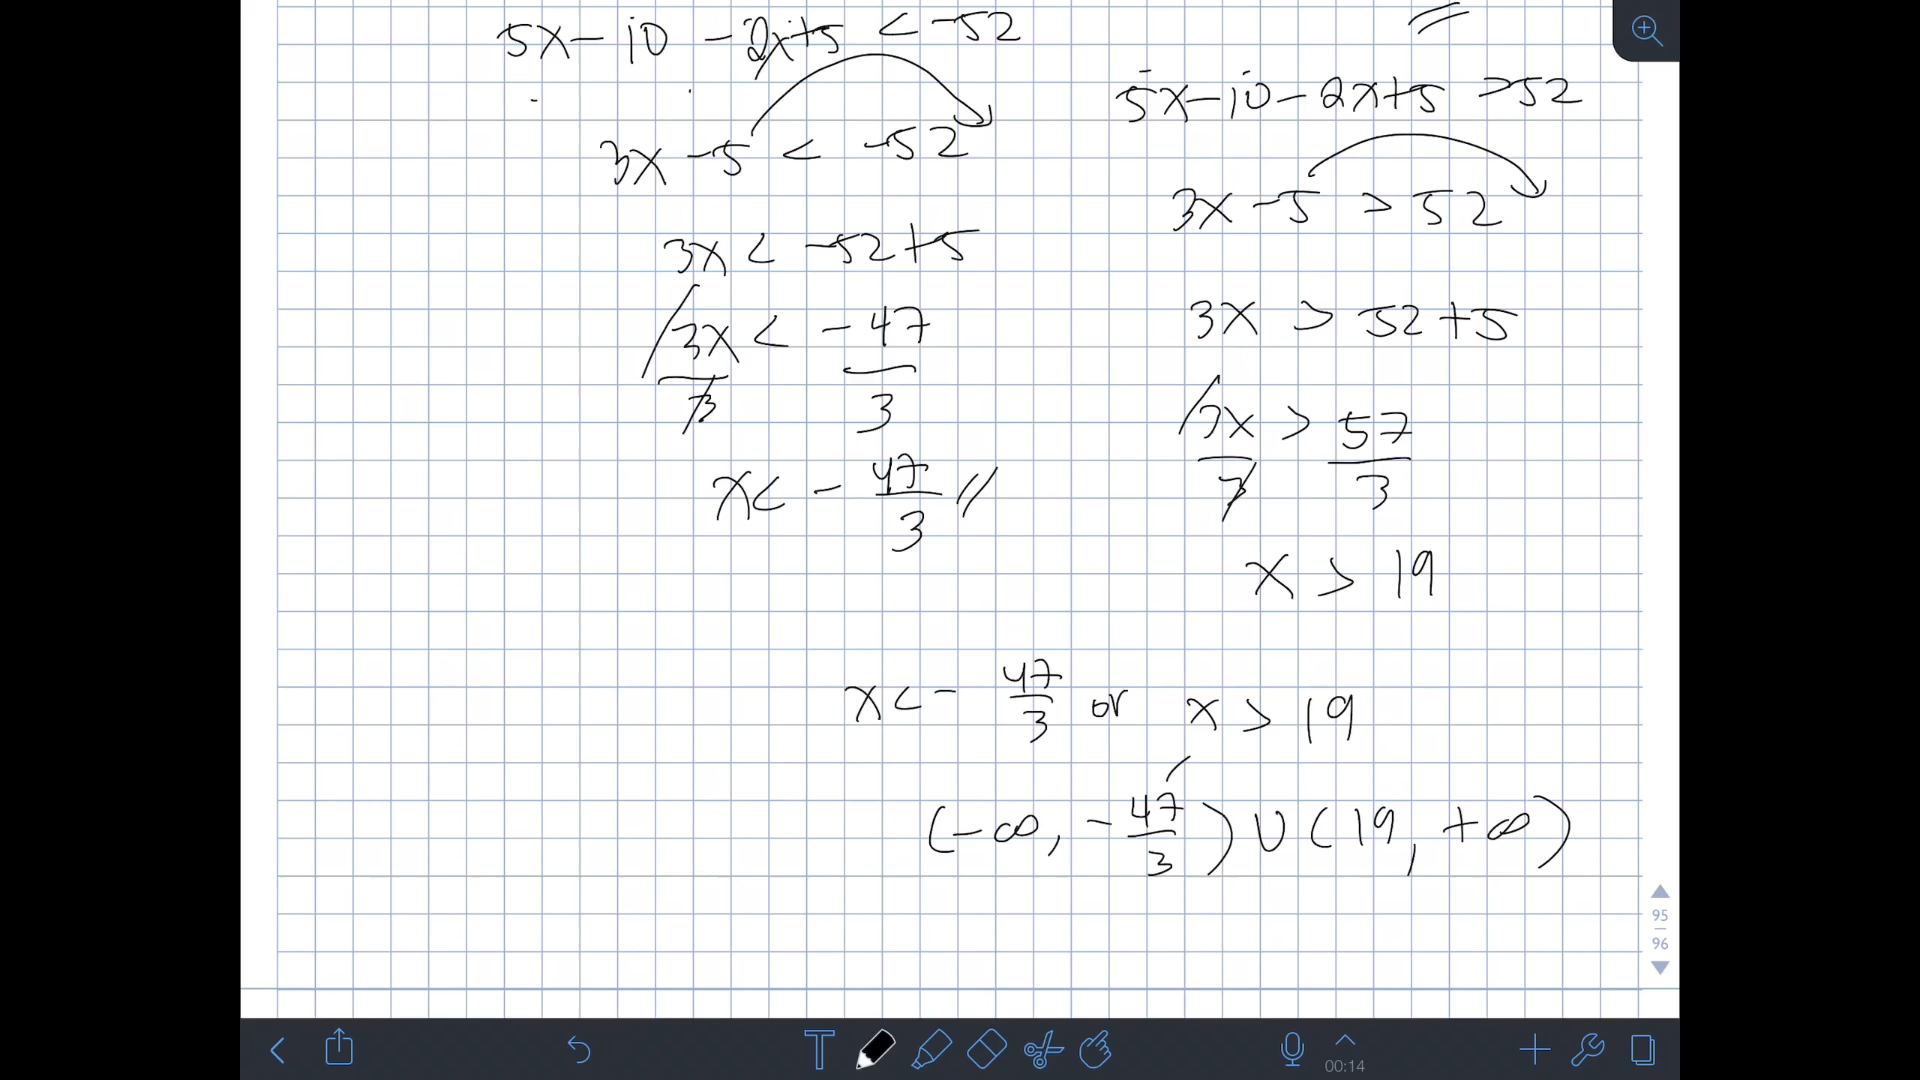 5x - 10 - 2x + 5 < -52
3x - 5 < -52
3x < -52 + 5
3x/3 < -47/3
x < -47/3 //
5x - 10 - 2x + 5 > 52
3x - 5 > 52
3x > 52 + 5
3x/3 > 57/3
x > 19
x < -47/3 or x > 19
(-∞, -47/3) ∪ (19, +∞)
95
96
T
00:14